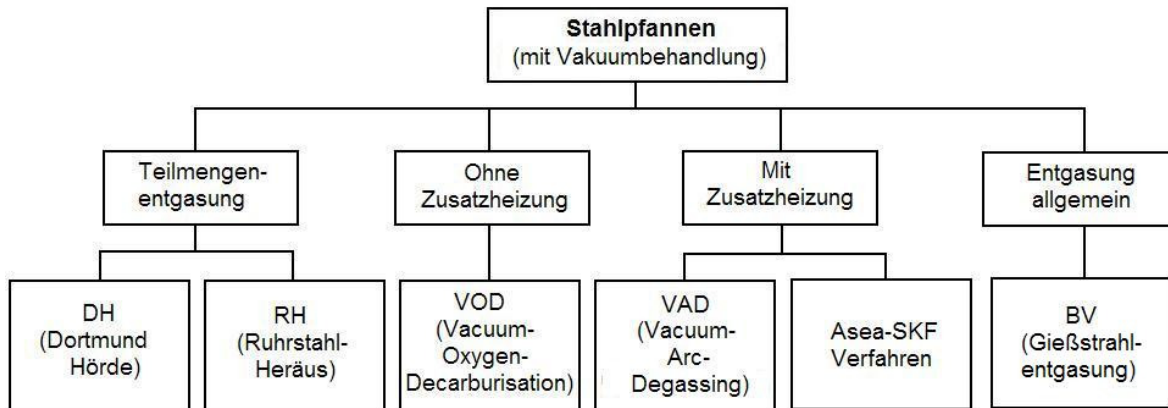 Stahlpfannen
(mit Vakuumbehandlung)
Teilmengen-
entgasung
Ohne
Zusatzheizung
Mit
Zusatzheizung
Entgasung
allgemein
DH
(Dortmund
Hörde)
RH
(Ruhrstahl-
Heräus)
VOD
(Vacuum-
Oxygen-
Decarburisation)
VAD
(Vacuum-
Arc-
Degassing)
Asea-SKF
Verfahren
BV
(Gießstrahl-
entgasung)